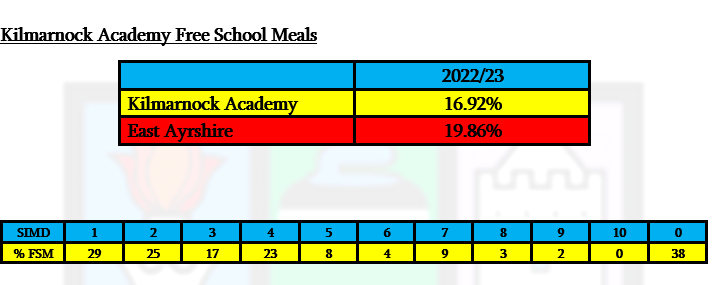 Kilmarnock Academy Free School Meals
2022/23
Kilmarnock Academy 16.92%
East Ayrshire 19.86%
SIMD 1 2 3 4 5 6 7 8 9 10 0
% FSM 29 25 17 23 8 4 9 3 2 0 38